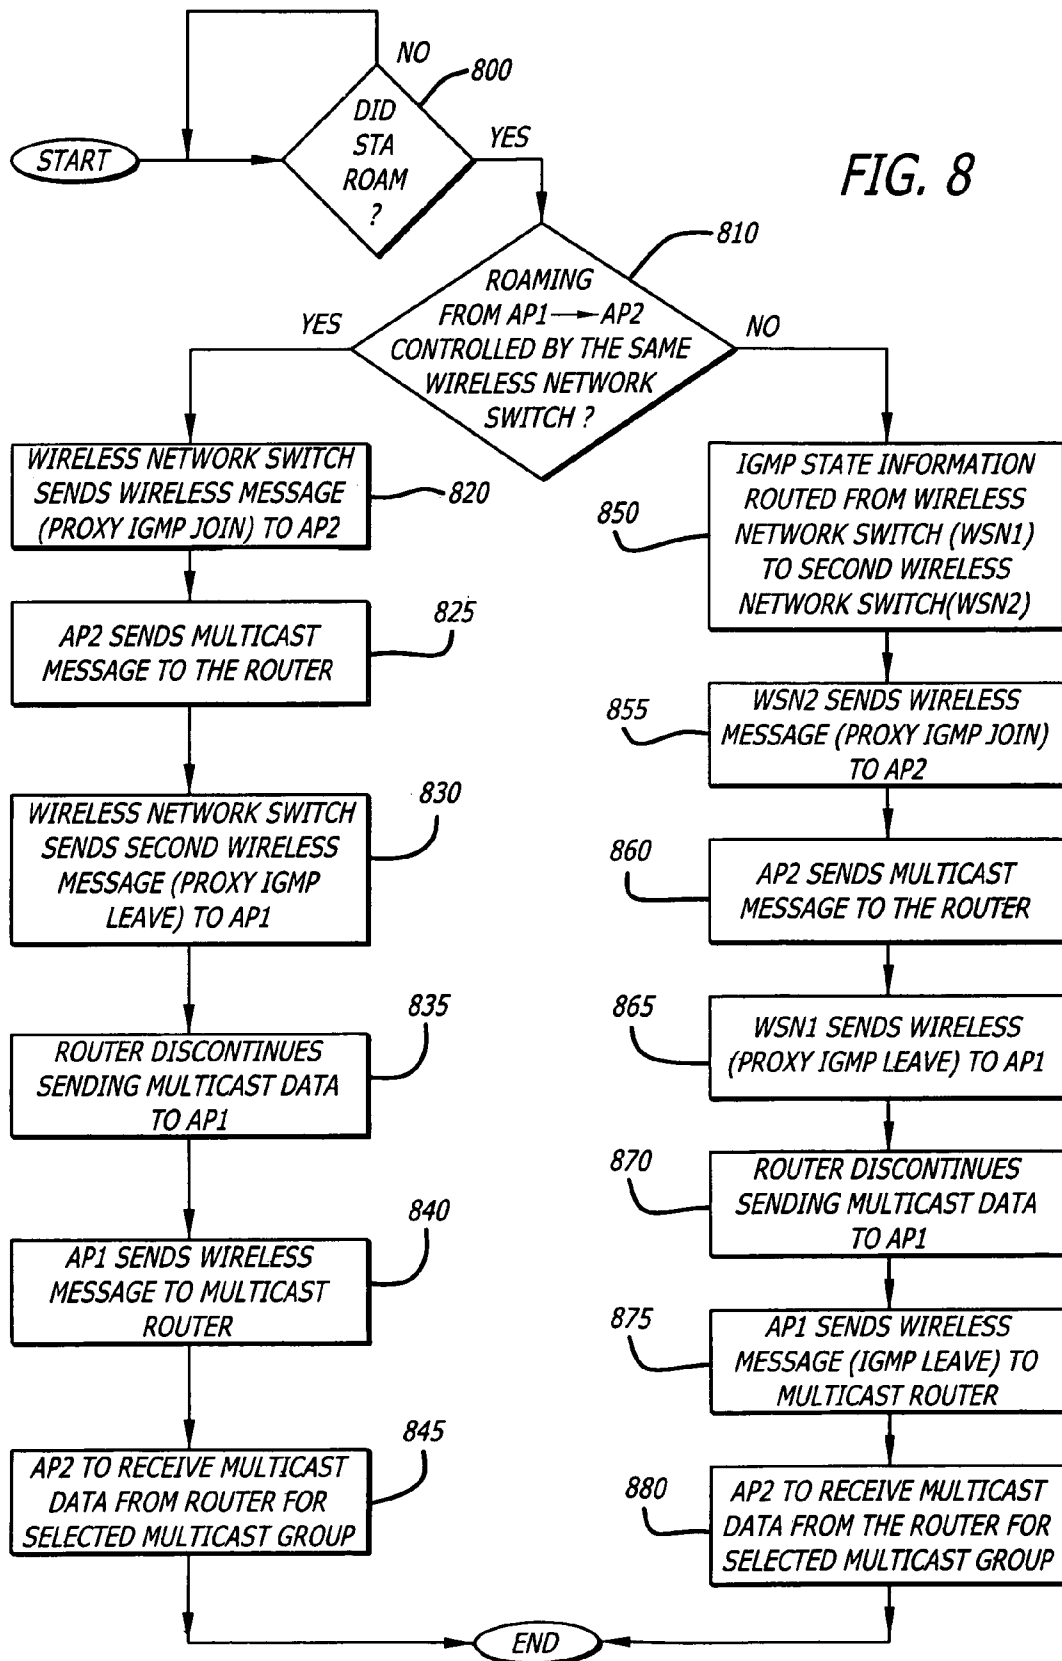 NO
800
DID
STA
ROAM
?
YES
START
FIG. 8
810
ROAMING
FROM AP1 → AP2
CONTROLLED BY THE SAME
WIRELESS NETWORK
SWITCH ?
YES
NO
WIRELESS NETWORK SWITCH
SENDS WIRELESS MESSAGE
(PROXY IGMP JOIN) TO AP2
820
AP2 SENDS MULTICAST
MESSAGE TO THE ROUTER
825
WIRELESS NETWORK SWITCH
SENDS SECOND WIRELESS
MESSAGE (PROXY IGMP
LEAVE) TO AP1
830
ROUTER DISCONTINUES
SENDING MULTICAST DATA
TO AP1
835
AP1 SENDS WIRELESS
MESSAGE TO MULTICAST
ROUTER
840
AP2 TO RECEIVE MULTICAST
DATA FROM ROUTER FOR
SELECTED MULTICAST GROUP
845
IGMP STATE INFORMATION
ROUTED FROM WIRELESS
NETWORK SWITCH (WSN1)
TO SECOND WIRELESS
NETWORK SWITCH(WSN2)
850
WSN2 SENDS WIRELESS
MESSAGE (PROXY IGMP JOIN)
TO AP2
855
AP2 SENDS MULTICAST
MESSAGE TO THE ROUTER
860
WSN1 SENDS WIRELESS
(PROXY IGMP LEAVE) TO AP1
865
ROUTER DISCONTINUES
SENDING MULTICAST DATA
TO AP1
870
AP1 SENDS WIRELESS
MESSAGE (IGMP LEAVE) TO
MULTICAST ROUTER
875
AP2 TO RECEIVE MULTICAST
DATA FROM THE ROUTER FOR
SELECTED MULTICAST GROUP
880
END